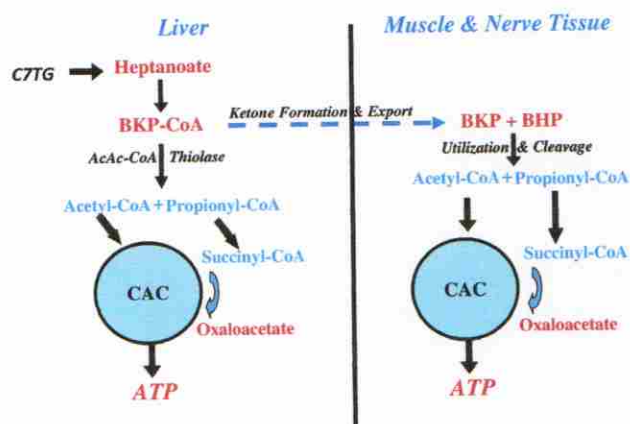 Liver
C7TG
Heptanoate
BKP-CoA
AcAc-CoA Thiolase
Acetyl-CoA+Propionyl-CoA
Succinyl-CoA
CAC
Oxaloacetate
ATP
Ketone Formation & Export
Muscle & Nerve Tissue
BKP + BHP
Utilization & Cleavage
Acetyl-CoA+Propionyl-CoA
Succinyl-CoA
CAC
Oxaloacetate
ATP